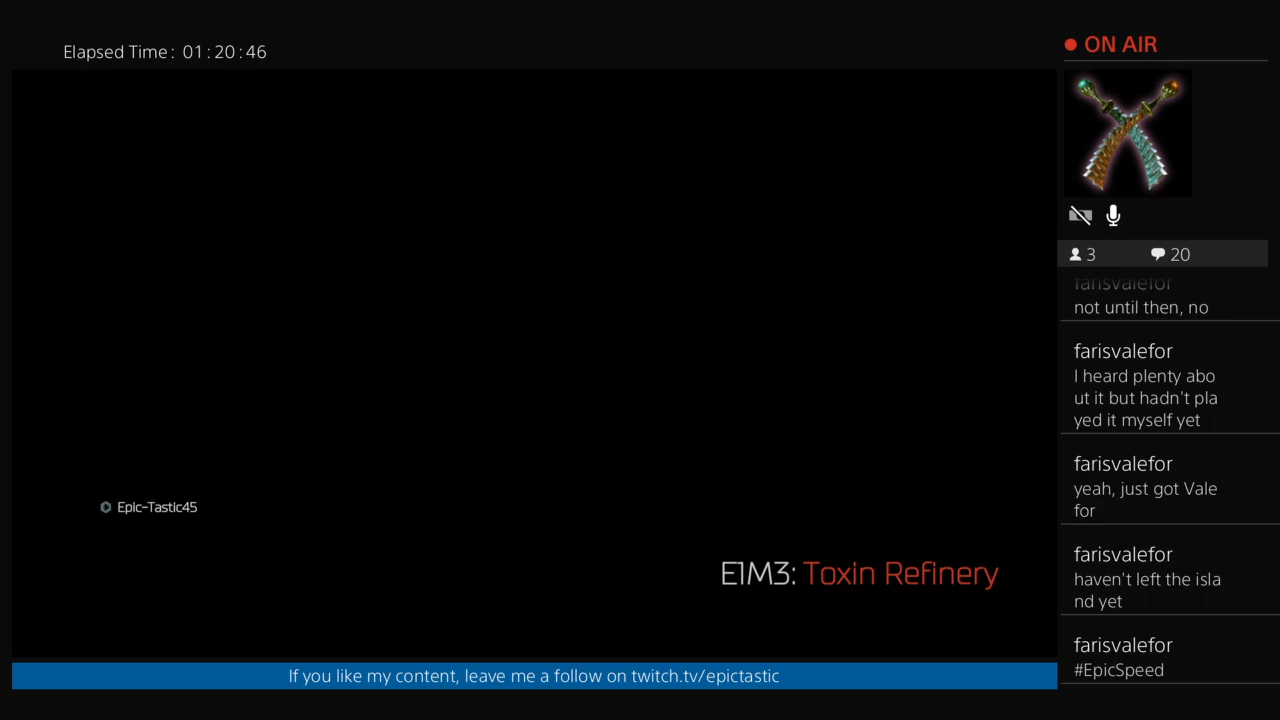 Elapsed Time: 01:20:46
ON AIR
3 20
farisvalefor
not until then, no
farisvalefor
I heard plenty abo
ut it but hadn't pla
yed it myself yet
farisvalefor
yeah, just got Vale
for
farisvalefor
haven't left the isla
nd yet
farisvalefor
#EpicSpeed
Epic-Tastic45
E1M3: Toxin Refinery
If you like my content, leave me a follow on twitch.tv/epictastic